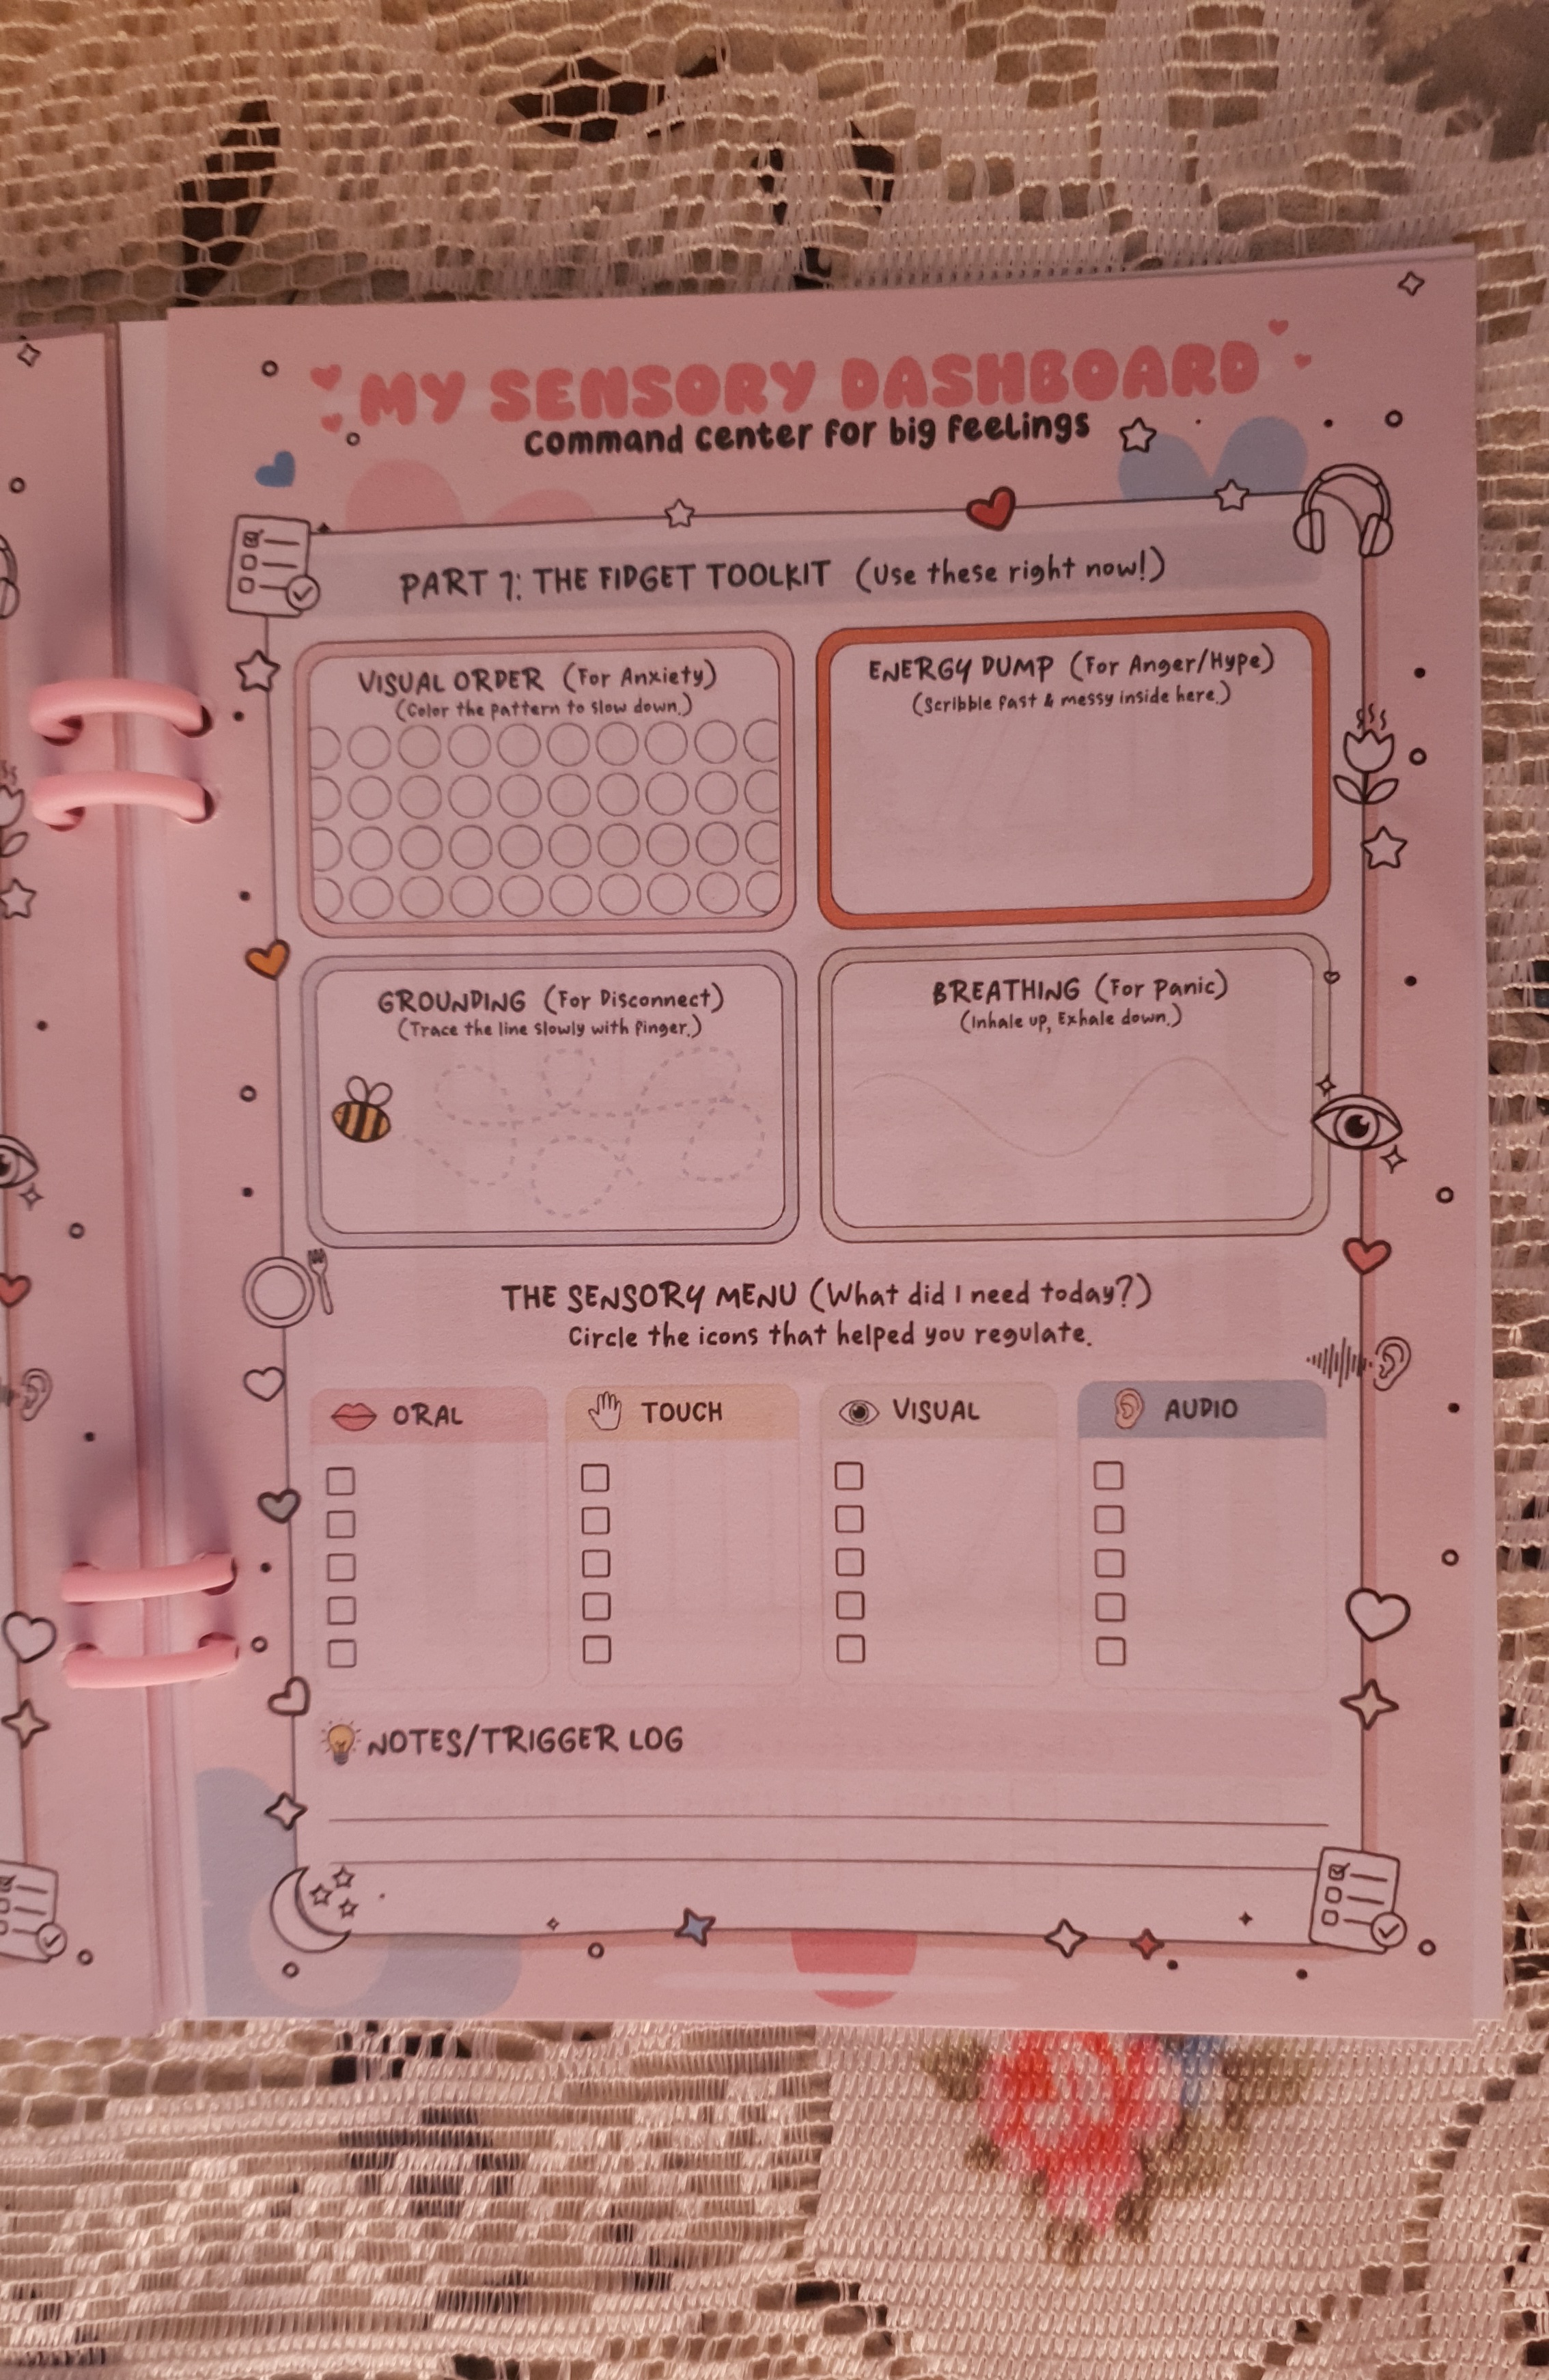 MY SENSORY DASHBOARD
command center for big feelings
PART 1: THE FIDGET TOOLKIT (Use these right now!)
VISUAL ORDER (For Anxiety)
(Color the pattern to slow down.)
ENERGY DUMP (For Anger/Hype)
(Scribble fast & messy inside here.)
GROUNDING (For Disconnect)
(Trace the line slowly with finger.)
BREATHING (For Panic)
(Inhale up, Exhale down.)
THE SENSORY MENU (What did I need today?)
Circle the icons that helped you regulate.
ORAL
TOUCH
VISUAL
AUDIO
NOTES/TRIGGER LOG